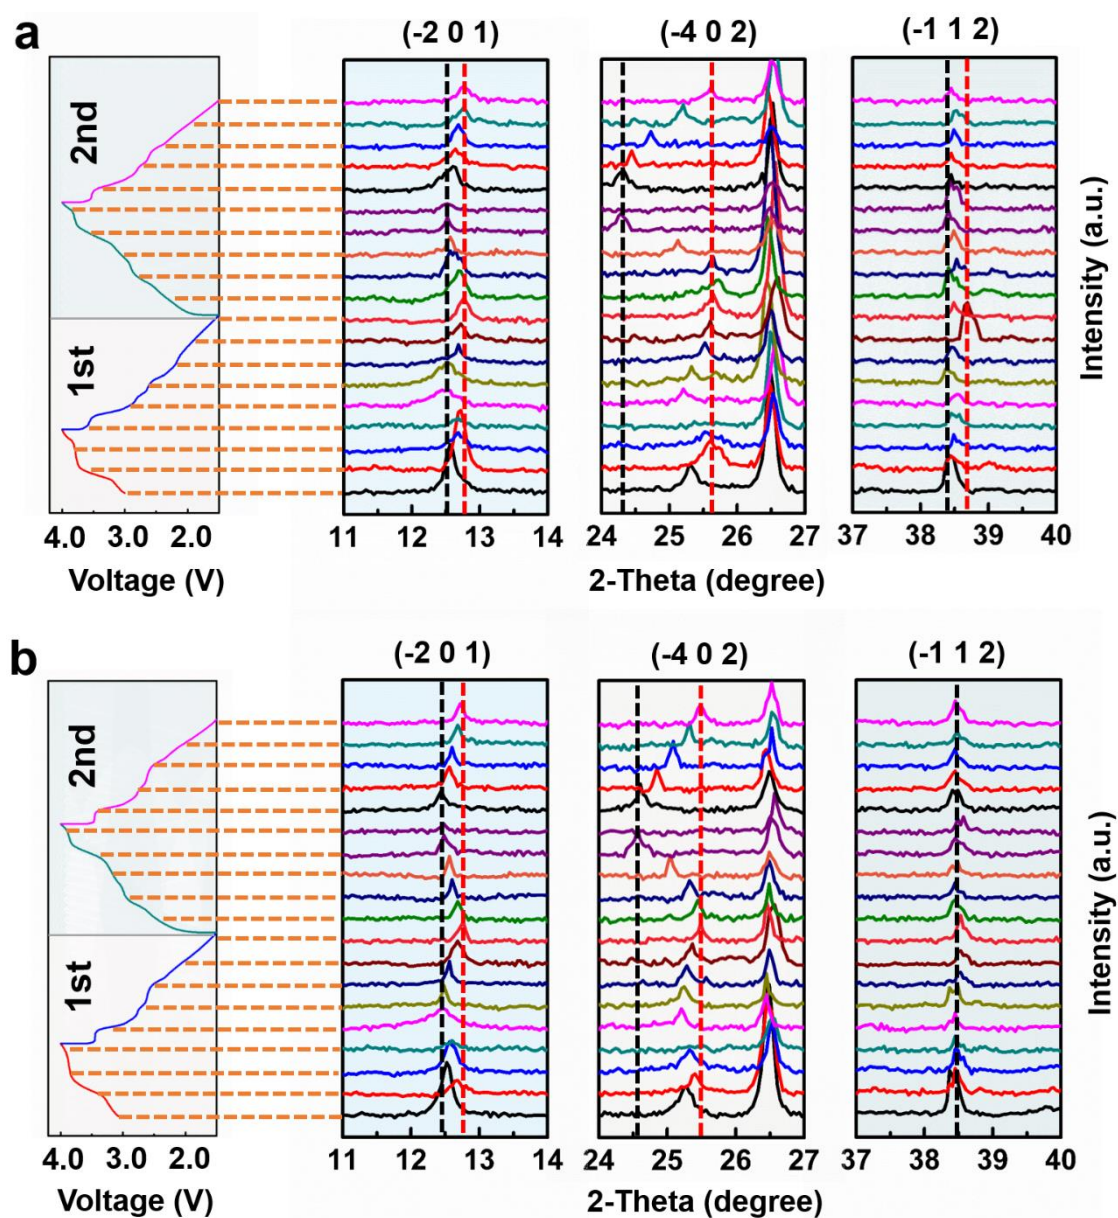 a
(-2 0 1) (-4 0 2) (-1 1 2)
2nd
1st
Intensity (a.u.)
4.0 3.0 2.0 11 12 13 14 24 25 26 27 37 38 39 40
Voltage (V) 2-Theta (degree)
b
(-2 0 1) (-4 0 2) (-1 1 2)
2nd
1st
Intensity (a.u.)
4.0 3.0 2.0 11 12 13 14 24 25 26 27 37 38 39 40
Voltage (V) 2-Theta (degree)